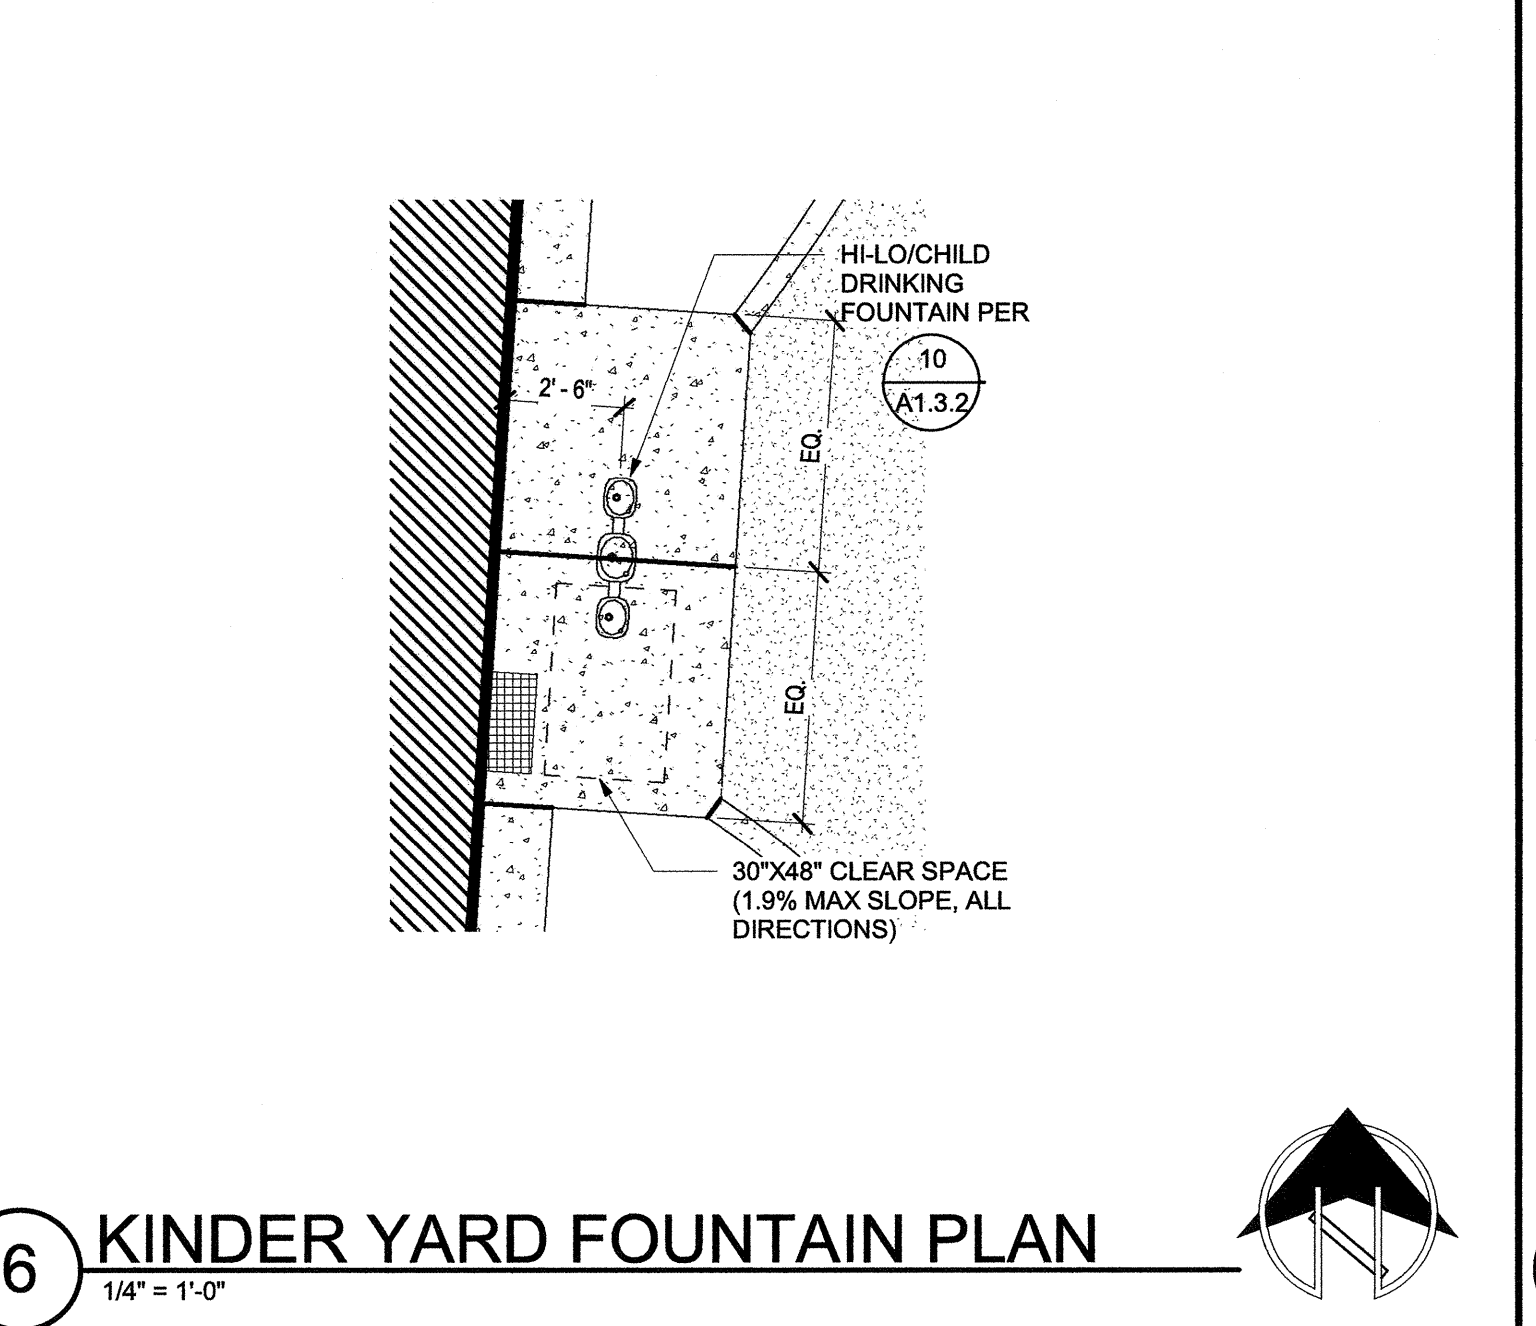 HI-LO/CHILD
DRINKING
FOUNTAIN PER
10
A1.3.2
2' - 6"
EQ.
EQ.
30"X48" CLEAR SPACE
(1.9% MAX SLOPE, ALL
DIRECTIONS)
N
6
KINDER YARD FOUNTAIN PLAN
1/4" = 1'-0"